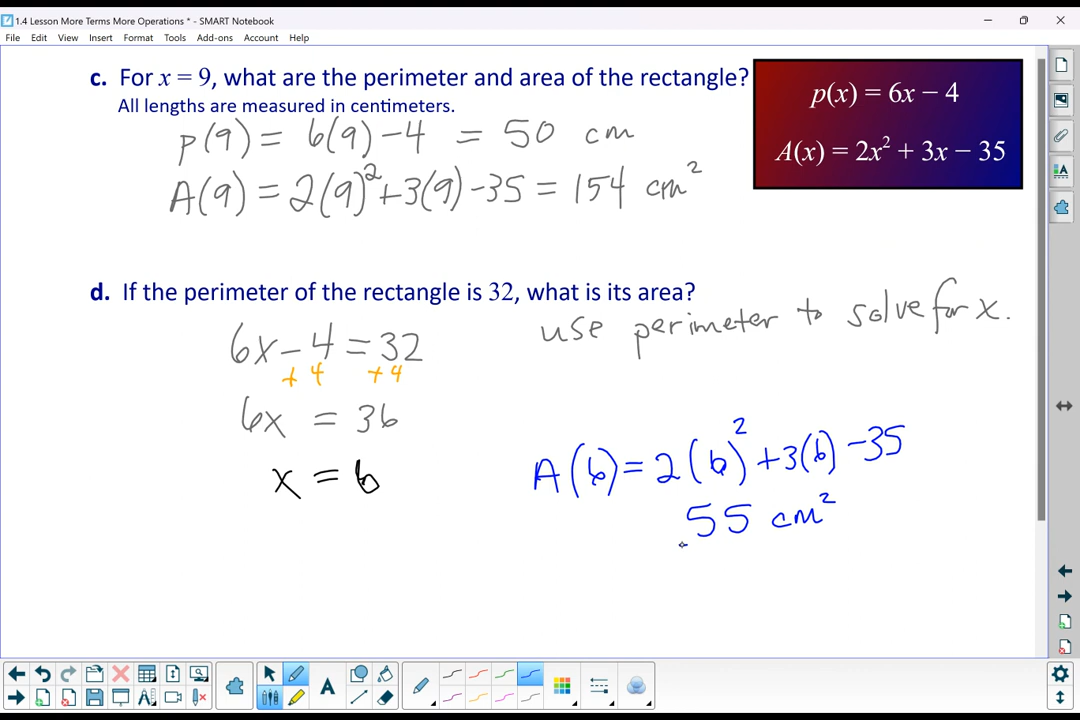 1.4 Lesson More Terms More Operations * - SMART Notebook
File Edit View Insert Format Tools Add-ons Account Help
c. For x = 9, what are the perimeter and area of the rectangle?
All lengths are measured in centimeters.
p(x) = 6x − 4
A(x) = 2x² + 3x − 35
p(9) = 6(9) − 4 = 50 cm
A(9) = 2(9)² + 3(9) − 35 = 154 cm²
d. If the perimeter of the rectangle is 32, what is its area?
use perimeter to solve for x.
6x − 4 = 32
+ 4 + 4
6x = 36
x = 6
A(6) = 2(6)² + 3(6) − 35
55 cm²